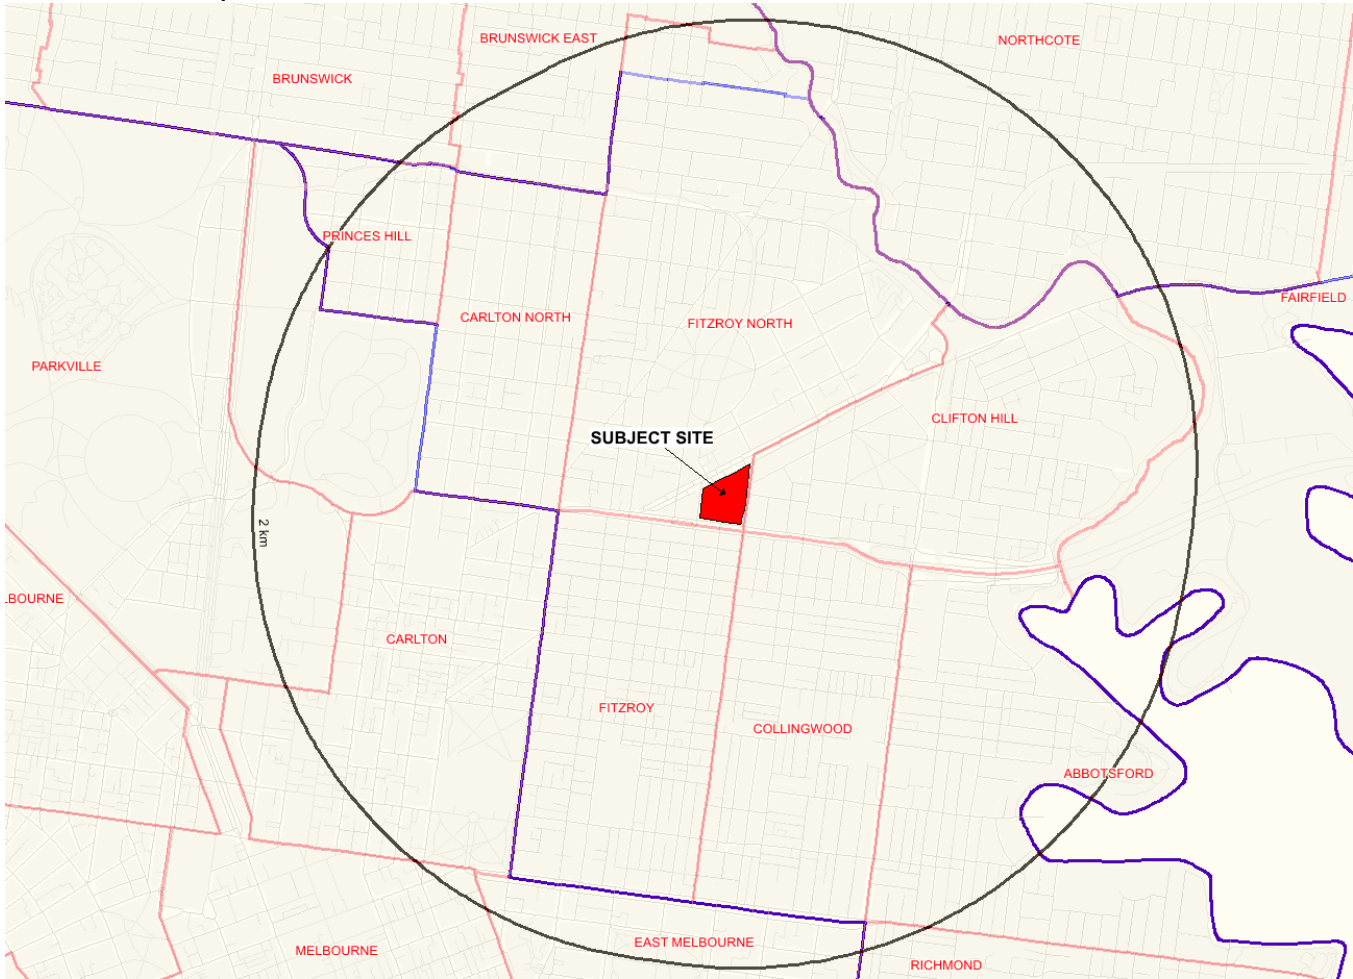 BRUNSWICK EAST
NORTHCOTE
BRUNSWICK
PRINCES HILL
FAIRFIELD
CARLTON NORTH
FITZROY NORTH
PARKVILLE
CLIFTON HILL
SUBJECT SITE
2 km
LBOURNE
CARLTON
FITZROY
COLLINGWOOD
ABBOTSFORD
EAST MELBOURNE
MELBOURNE
RICHMOND